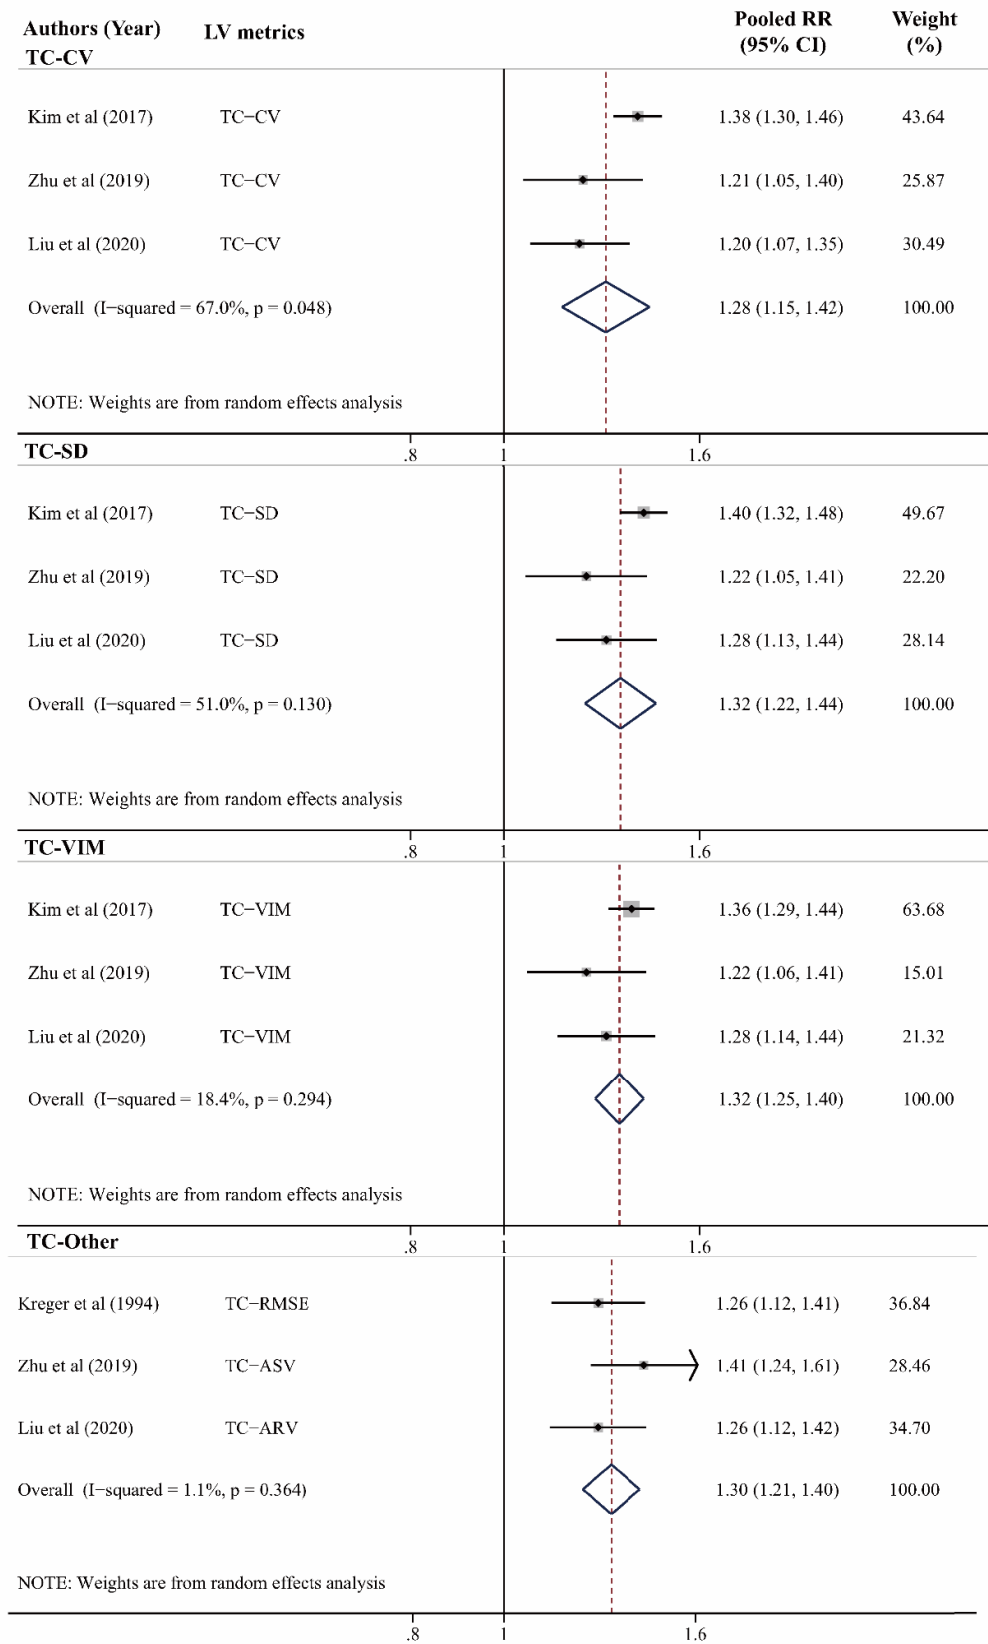 Authors (Year) LV metrics Pooled RR (95% CI) Weight (%)
TC-CV
Kim et al (2017) TC−CV 1.38 (1.30, 1.46) 43.64
Zhu et al (2019) TC−CV 1.21 (1.05, 1.40) 25.87
Liu et al (2020) TC−CV 1.20 (1.07, 1.35) 30.49
Overall (I−squared = 67.0%, p = 0.048) 1.28 (1.15, 1.42) 100.00
NOTE: Weights are from random effects analysis
.8 1 1.6
TC-SD
Kim et al (2017) TC−SD 1.40 (1.32, 1.48) 49.67
Zhu et al (2019) TC−SD 1.22 (1.05, 1.41) 22.20
Liu et al (2020) TC−SD 1.28 (1.13, 1.44) 28.14
Overall (I−squared = 51.0%, p = 0.130) 1.32 (1.22, 1.44) 100.00
NOTE: Weights are from random effects analysis
.8 1 1.6
TC-VIM
Kim et al (2017) TC−VIM 1.36 (1.29, 1.44) 63.68
Zhu et al (2019) TC−VIM 1.22 (1.06, 1.41) 15.01
Liu et al (2020) TC−VIM 1.28 (1.14, 1.44) 21.32
Overall (I−squared = 18.4%, p = 0.294) 1.32 (1.25, 1.40) 100.00
NOTE: Weights are from random effects analysis
.8 1 1.6
TC-Other
Kreger et al (1994) TC−RMSE 1.26 (1.12, 1.41) 36.84
Zhu et al (2019) TC−ASV 1.41 (1.24, 1.61) 28.46
Liu et al (2020) TC−ARV 1.26 (1.12, 1.42) 34.70
Overall (I−squared = 1.1%, p = 0.364) 1.30 (1.21, 1.40) 100.00
NOTE: Weights are from random effects analysis
.8 1 1.6